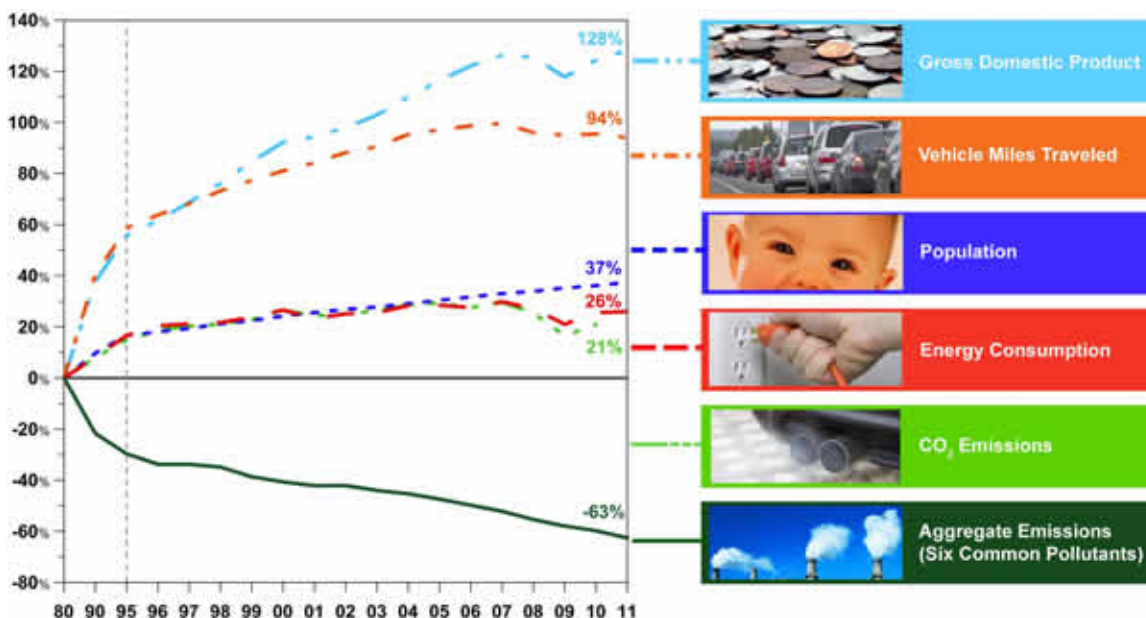 140%
120%
100%
80%
60%
40%
20%
0%
-20%
-40%
-60%
-80%
80 90 95 96 97 98 99 00 01 02 03 04 05 06 07 08 09 10 11
128%
94%
37%
26%
21%
-63%
Gross Domestic Product
Vehicle Miles Traveled
Population
Energy Consumption
CO₂ Emissions
Aggregate Emissions
(Six Common Pollutants)